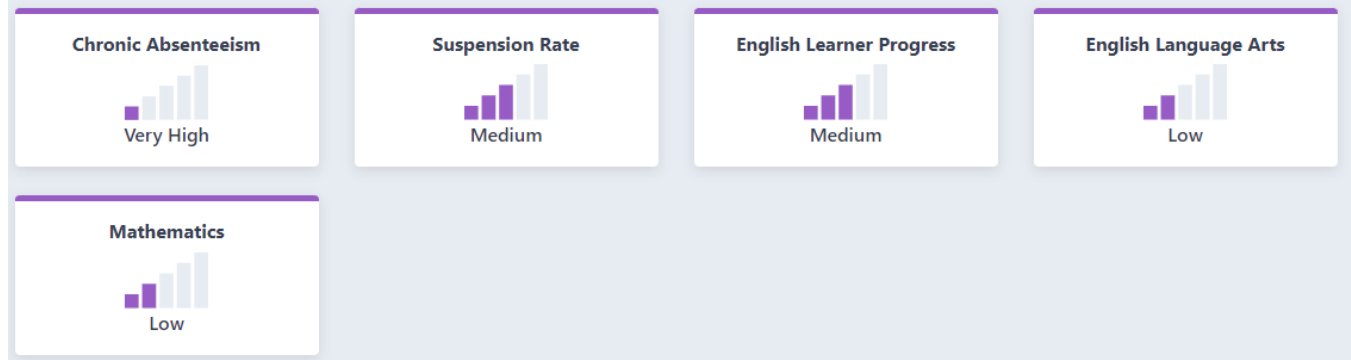 Chronic Absenteeism
Very High
Suspension Rate
Medium
English Learner Progress
Medium
English Language Arts
Low
Mathematics
Low